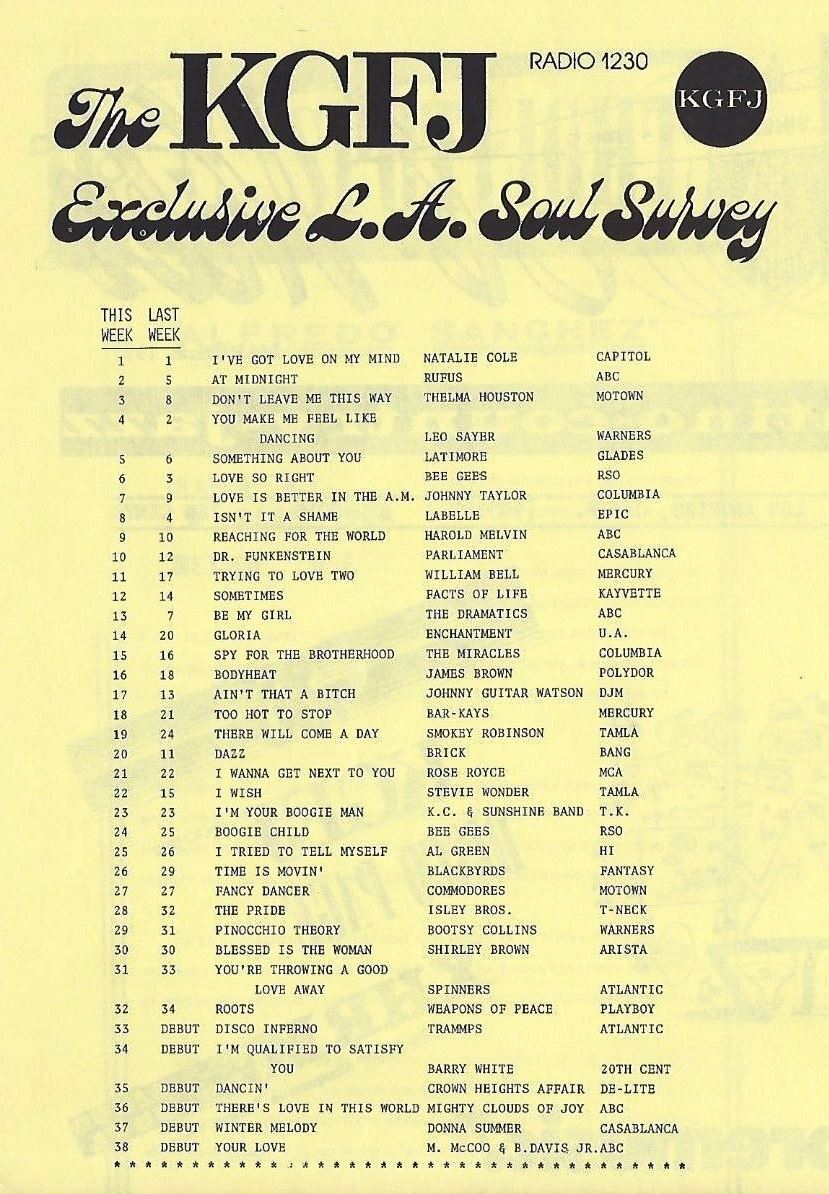 The KGFJ RADIO 1230 KGFJ
Exclusive L.A. Soul Survey
THIS LAST
WEEK WEEK
1 1 I'VE GOT LOVE ON MY MIND NATALIE COLE CAPITOL
2 5 AT MIDNIGHT RUFUS ABC
3 8 DON'T LEAVE ME THIS WAY THELMA HOUSTON MOTOWN
4 2 YOU MAKE ME FEEL LIKE
DANCING LEO SAYER WARNERS
5 6 SOMETHING ABOUT YOU LATIMORE GLADES
6 3 LOVE SO RIGHT BEE GEES RSO
7 9 LOVE IS BETTER IN THE A.M. JOHNNY TAYLOR COLUMBIA
8 4 ISN'T IT A SHAME LABELLE EPIC
9 10 REACHING FOR THE WORLD HAROLD MELVIN ABC
10 12 DR. FUNKENSTEIN PARLIAMENT CASABLANCA
11 17 TRYING TO LOVE TWO WILLIAM BELL MERCURY
12 14 SOMETIMES FACTS OF LIFE KAYVETTE
13 7 BE MY GIRL THE DRAMATICS ABC
14 20 GLORIA ENCHANTMENT U.A.
15 16 SPY FOR THE BROTHERHOOD THE MIRACLES COLUMBIA
16 18 BODYHEAT JAMES BROWN POLYDOR
17 13 AIN'T THAT A BITCH JOHNNY GUITAR WATSON DJM
18 21 TOO HOT TO STOP BAR-KAYS MERCURY
19 24 THERE WILL COME A DAY SMOKEY ROBINSON TAMLA
20 11 DAZZ BRICK BANG
21 22 I WANNA GET NEXT TO YOU ROSE ROYCE MCA
22 15 I WISH STEVIE WONDER TAMLA
23 23 I'M YOUR BOOGIE MAN K.C. & SUNSHINE BAND T.K.
24 25 BOOGIE CHILD BEE GEES RSO
25 26 I TRIED TO TELL MYSELF AL GREEN HI
26 29 TIME IS MOVIN' BLACKBYRDS FANTASY
27 27 FANCY DANCER COMMODORES MOTOWN
28 32 THE PRIDE ISLEY BROS. T-NECK
29 31 PINOCCHIO THEORY BOOTSY COLLINS WARNERS
30 30 BLESSED IS THE WOMAN SHIRLEY BROWN ARISTA
31 33 YOU'RE THROWING A GOOD
LOVE AWAY SPINNERS ATLANTIC
32 34 ROOTS WEAPONS OF PEACE PLAYBOY
33 DEBUT DISCO INFERNO TRAMMPS ATLANTIC
34 DEBUT I'M QUALIFIED TO SATISFY
YOU BARRY WHITE 20TH CENT
35 DEBUT DANCIN' CROWN HEIGHTS AFFAIR DE-LITE
36 DEBUT THERE'S LOVE IN THIS WORLD MIGHTY CLOUDS OF JOY ABC
37 DEBUT WINTER MELODY DONNA SUMMER CASABLANCA
38 DEBUT YOUR LOVE M. McCOO & B.DAVIS JR.ABC